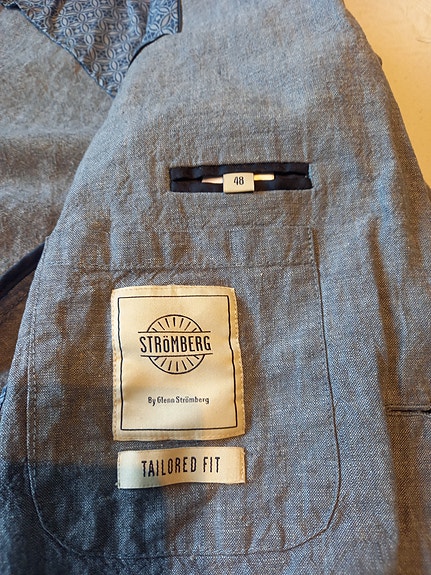 48
STRÖMBERG
By Glenn Strömberg
TAILORED FIT